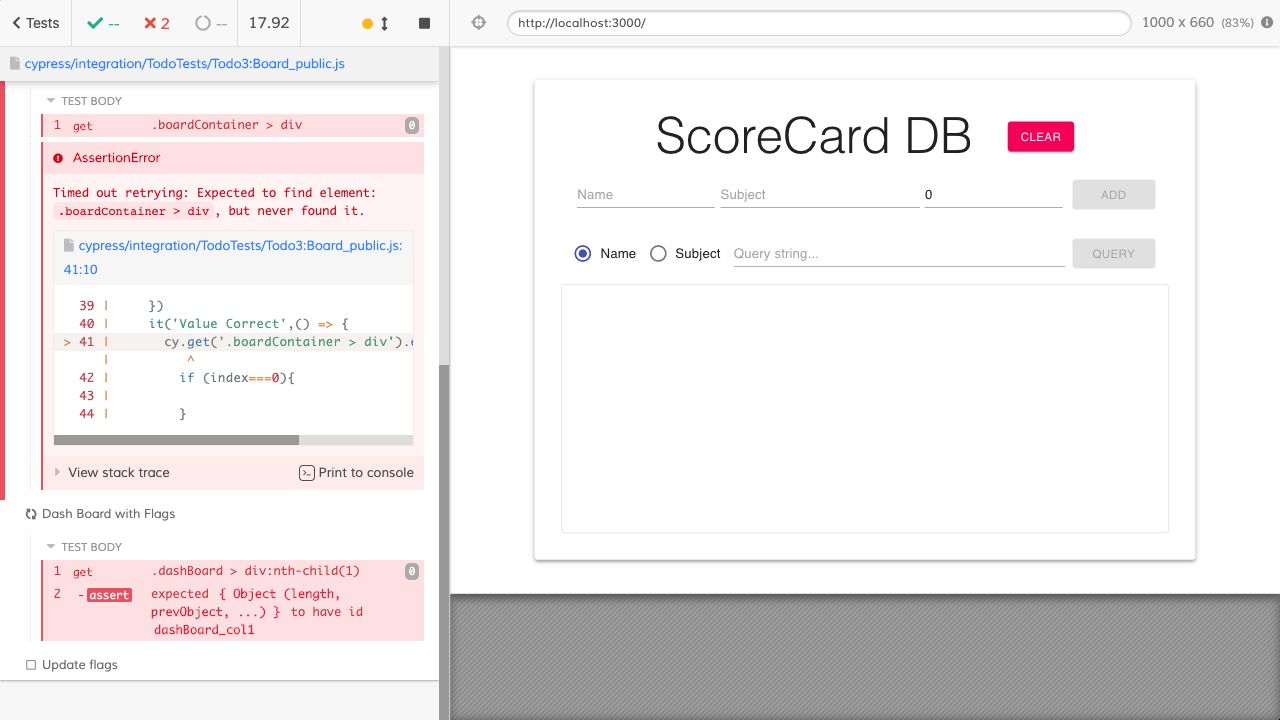 Tests
--
2
--
17.92
http://localhost:3000/
1000 x 660 (83%)
cypress/integration/TodoTests/Todo3:Board_public.js
TEST BODY
1 get .boardContainer > div 0
AssertionError
Timed out retrying: Expected to find element:
.boardContainer > div, but never found it.
cypress/integration/TodoTests/Todo3:Board_public.js:
41:10
39 | })
40 | it('Value Correct',() => {
> 41 | cy.get('.boardContainer > div').e
| ^
42 | if (index===0){
43 |
44 | }
View stack trace
Print to console
Dash Board with Flags
TEST BODY
1 get .dashBoard > div:nth-child(1) 0
2 -assert expected { Object (length,
prevObject, ...) } to have id
dashBoard_col1
Update flags
ScoreCard DB
CLEAR
Name Subject 0 ADD
Name Subject Query string... QUERY